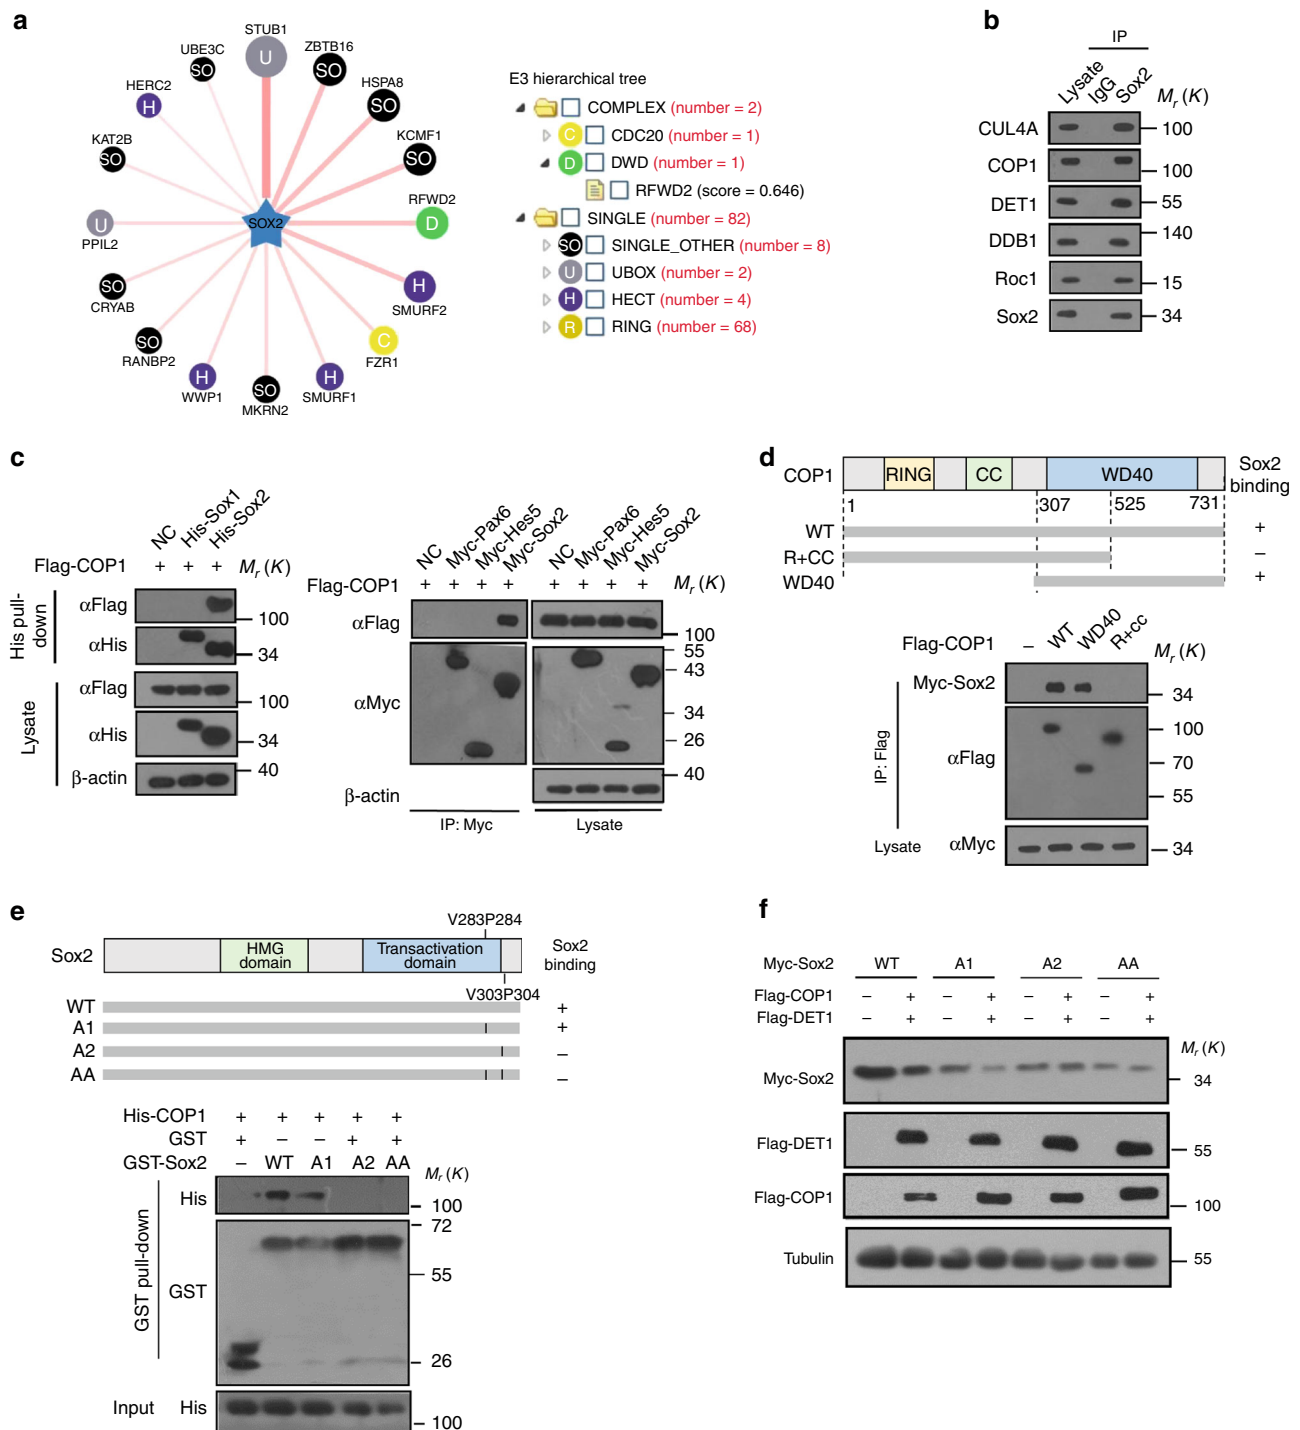 a
STUB1
U
UBE3C
SO
ZBTB16
SO
HERC2
H
HSPA8
SO
KAT2B
SO
KCMF1
SO
U
PPIL2
SOX2
RFWD2
D
SO
CRYAB
H
SMURF2
SO
RANBP2
C
FZR1
H
WWP1
SO
MKRN2
H
SMURF1
E3 hierarchical tree
COMPLEX (number = 2)
C CDC20 (number = 1)
D DWD (number = 1)
RFWD2 (score = 0.646)
SINGLE (number = 82)
SO SINGLE_OTHER (number = 8)
U UBOX (number = 2)
H HECT (number = 4)
R RING (number = 68)
b
IP
Lysate IgG Sox2 Mr (K)
CUL4A 100
COP1 100
DET1 55
DDB1 140
Roc1 15
Sox2 34
c
NC His-Sox1 His-Sox2
Flag-COP1 + + + Mr (K)
His pull-down
αFlag 100
αHis 34
Lysate
αFlag 100
αHis 34
β-actin 40
NC Myc-Pax6 Myc-Hes5 Myc-Sox2 NC Myc-Pax6 Myc-Hes5 Myc-Sox2
Flag-COP1 + + + + + + + + Mr (K)
αFlag 100
αMyc
55
43
34
26
β-actin 40
IP: Myc Lysate
d
COP1 RING CC WD40 Sox2 binding
1 307 525 731
WT +
R+CC –
WD40 +
Flag-COP1 – WT WD40 R+cc Mr (K)
IP: Flag
Myc-Sox2 34
αFlag
100
70
55
Lysate αMyc 34
e
V283P284
Sox2 HMG domain Transactivation domain Sox2 binding
V303P304
WT +
A1 +
A2 –
AA –
His-COP1 + + + + +
GST + – – + +
GST-Sox2 – WT A1 A2 AA Mr (K)
GST pull-down
His 100
GST
72
55
26
Input His 100
f
Myc-Sox2 WT A1 A2 AA
Flag-COP1 – + – + – + – +
Flag-DET1 – + – + – + – +
Mr (K)
Myc-Sox2 34
Flag-DET1 55
Flag-COP1 100
Tubulin 55